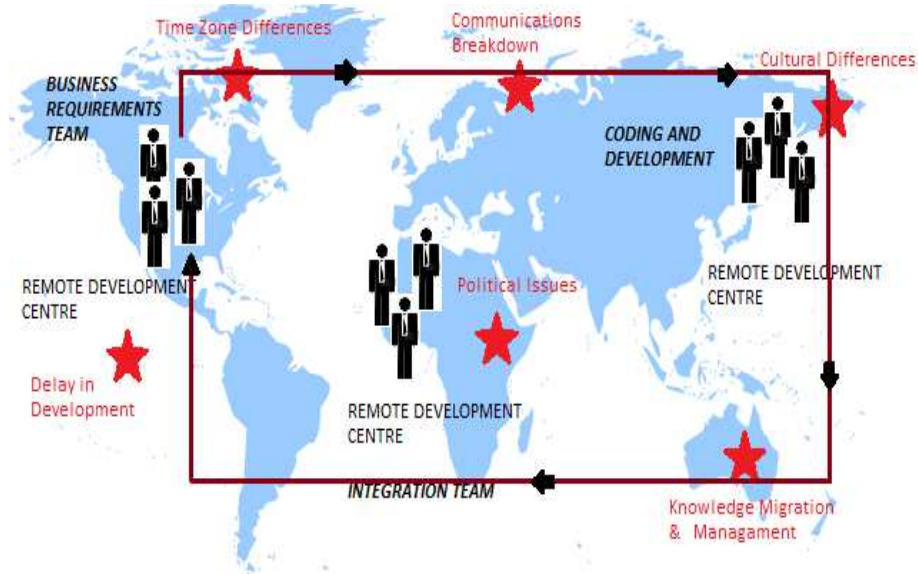 Time Zone Differences
Communications
Breakdown
Cultural Differences
BUSINESS
REQUIREMENTS
TEAM
CODING AND
DEVELOPMENT
REMOTE DEVELOPMENT
CENTRE
Political Issues
REMOTE DEVELOPMENT
CENTRE
Delay in
Development
REMOTE DEVELOPMENT
CENTRE
INTEGRATION TEAM
Knowledge Migration
& Managament